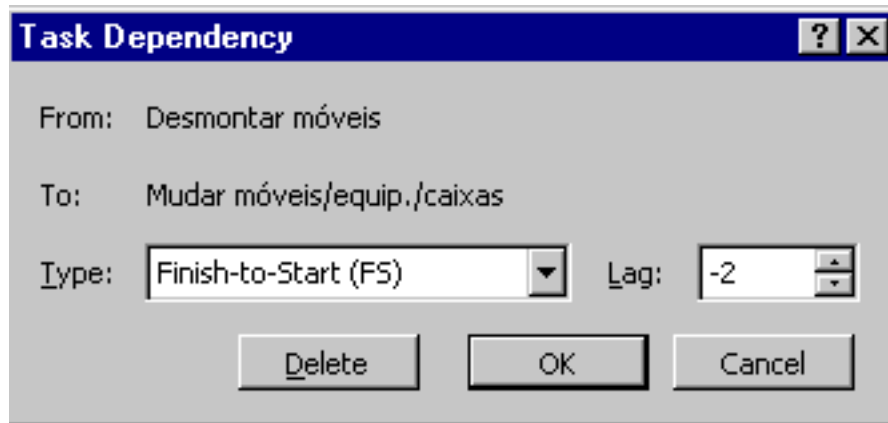 Task Dependency
From: Desmontar móveis
To: Mudar móveis/equip./caixas
Type: Finish-to-Start (FS) Lag: -2
Delete OK Cancel